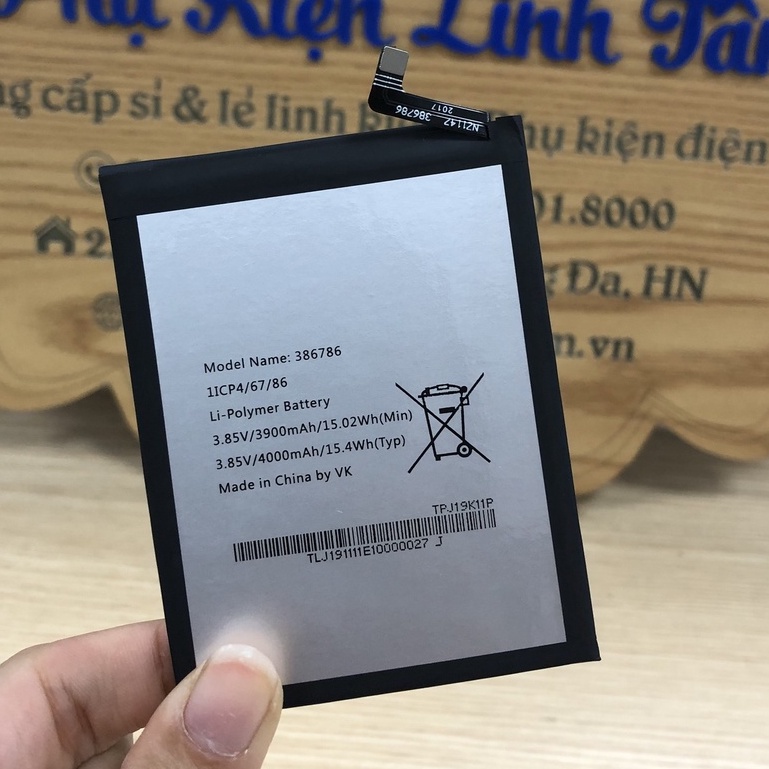 Kiện Linh
ng cấp sỉ & lẻ linh
kiện điện
01.8000
Đa, HN
n.vn
NZ1147 386786
2017
Model Name: 386786
1ICP4/67/86
Li-Polymer Battery
3.85V/3900mAh/15.02Wh(Min)
3.85V/4000mAh/15.4Wh(Typ)
Made in China by VK
TPJ19K11P
TLJ191111E10000027 J